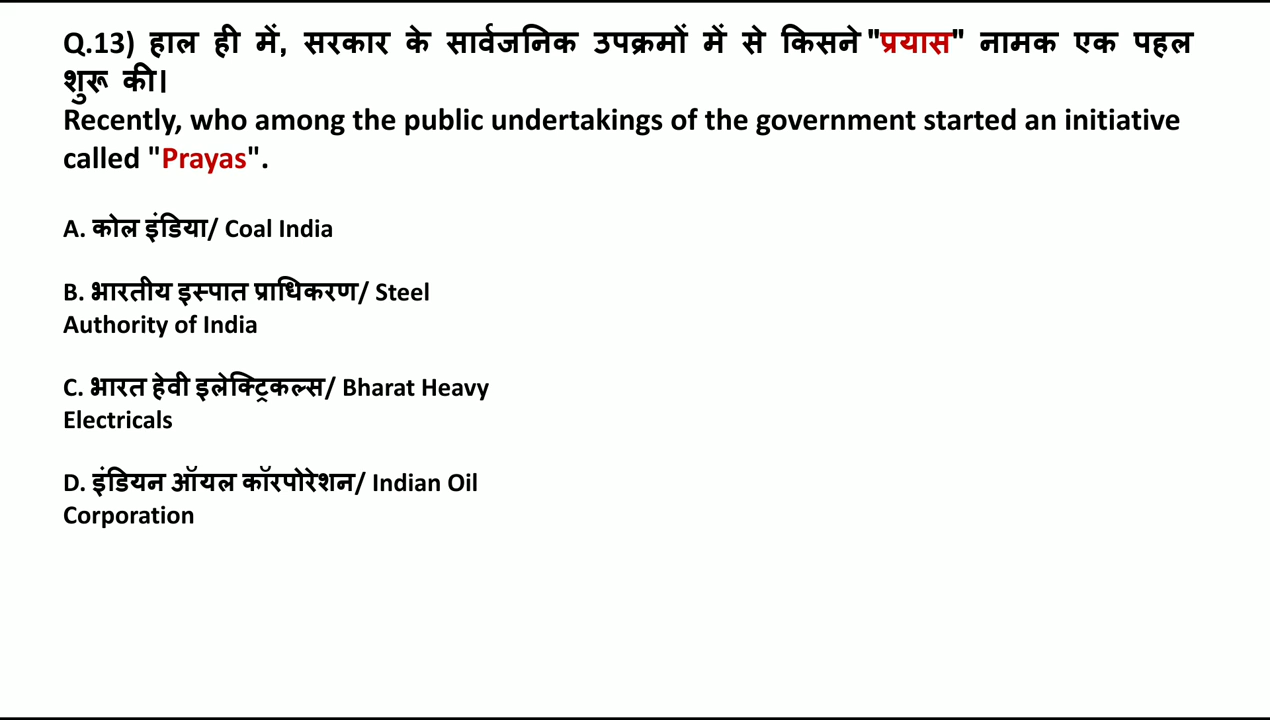 Q.13) हाल ही में, सरकार के सार्वजनिक उपक्रमों में से किसने "प्रयास" नामक एक पहल
शुरू की।
Recently, who among the public undertakings of the government started an initiative
called "Prayas".
A. कोल इंडिया/ Coal India
B. भारतीय इस्पात प्राधिकरण/ Steel
Authority of India
C. भारत हेवी इलेक्ट्रिकल्स/ Bharat Heavy
Electricals
D. इंडियन ऑयल कॉरपोरेशन/ Indian Oil
Corporation